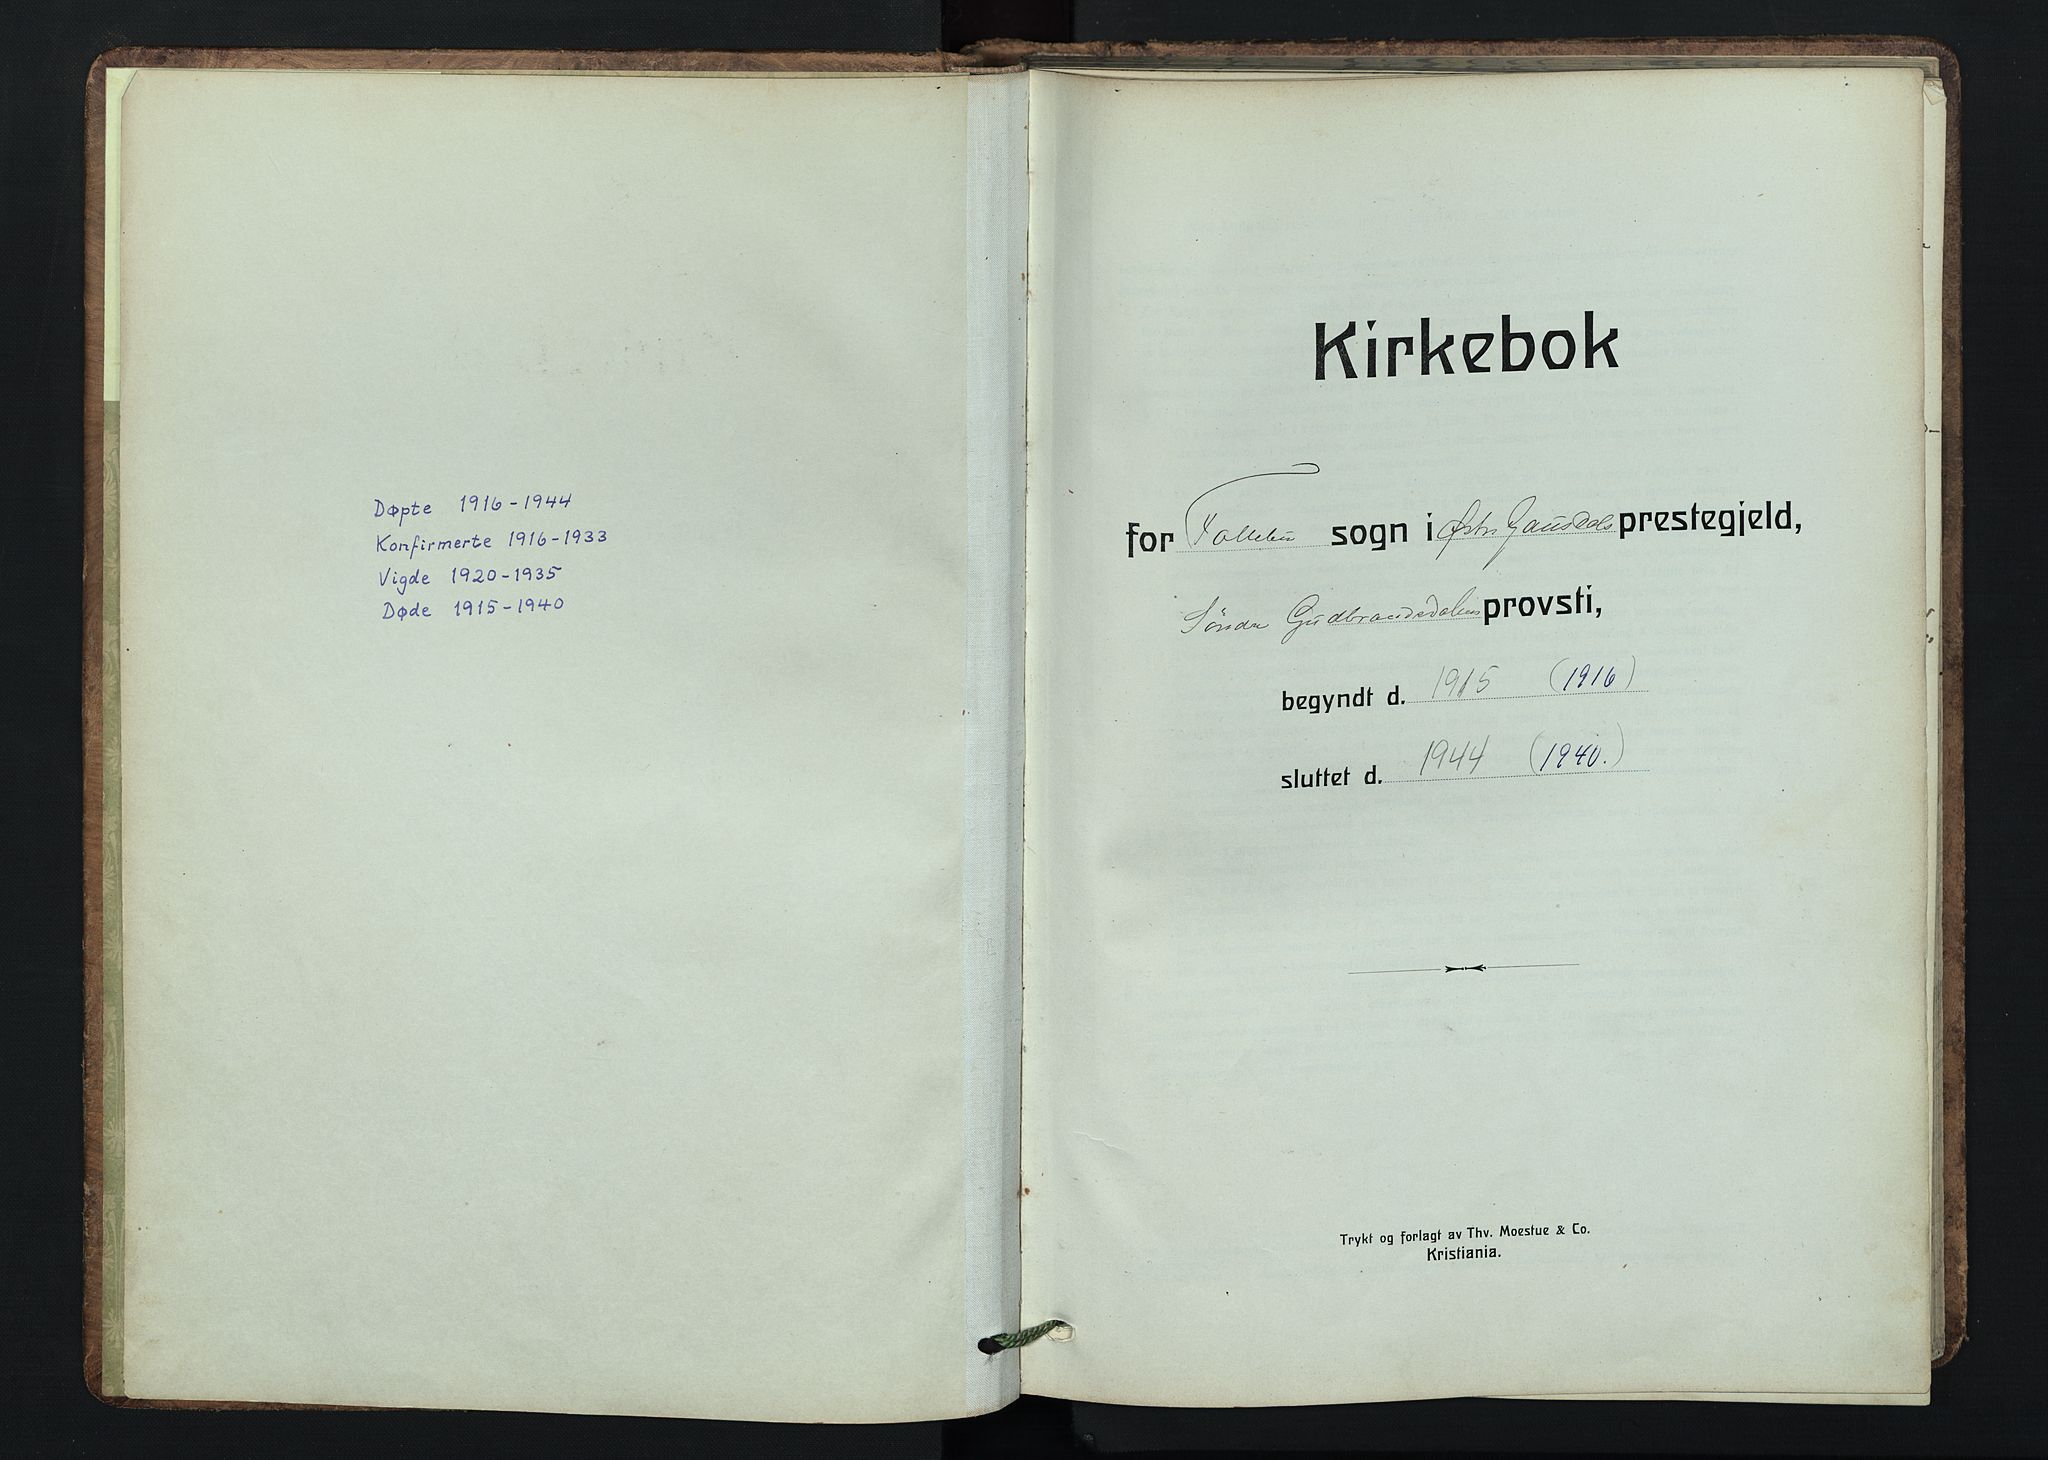 Døpte 1916-1944
Konfirmerte 1916-1933
Vigde 1920-1935
Døde 1915-1940
Kirkebok
for Follebu sogn i Østre Gausdals prestegjeld,
Søndre Gudbrandsdalens provsti,
begyndt d. 1915 (1916)
sluttet d. 1944 (1940.)
Trykt og forlagt av Thv. Moestue & Co.
Kristiania.